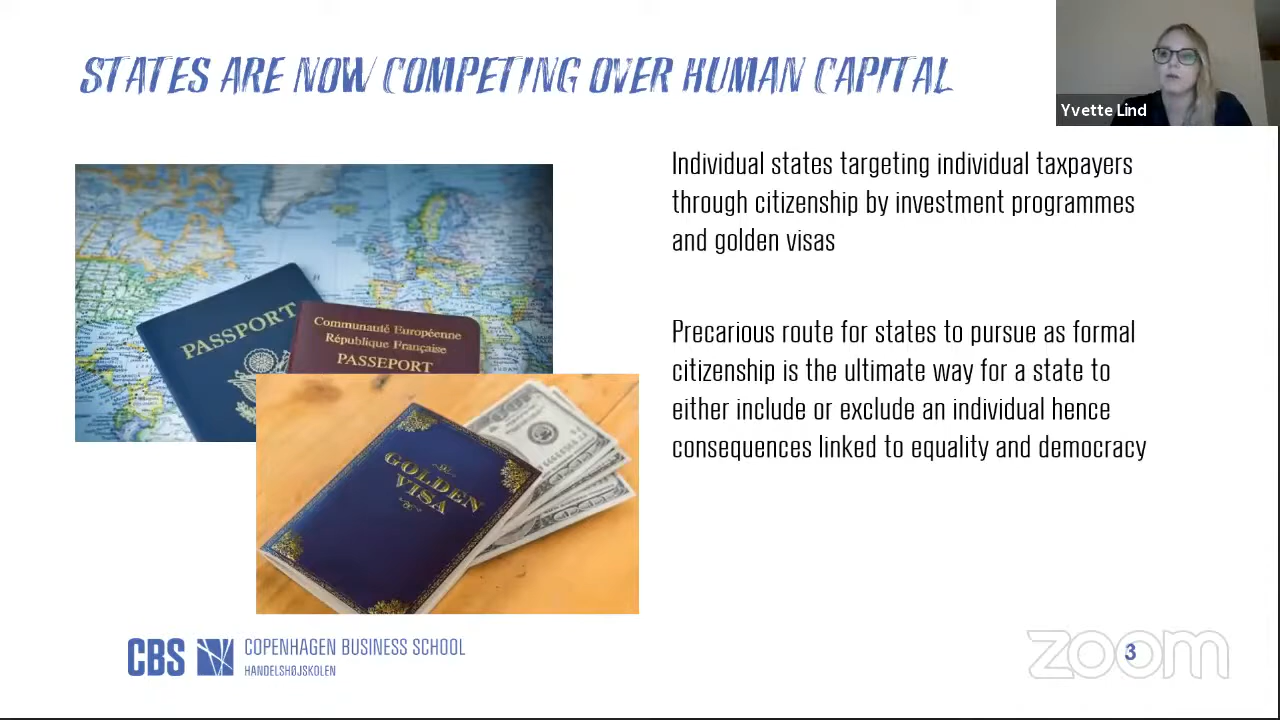 STATES ARE NOW COMPETING OVER HUMAN CAPITAL
Yvette Lind
Individual states targeting individual taxpayers
through citizenship by investment programmes
and golden visas
Precarious route for states to pursue as formal
citizenship is the ultimate way for a state to
either include or exclude an individual hence
consequences linked to equality and democracy
PASSPORT
Communauté Européenne
République Française
PASSEPORT
GOLDEN
VISA
CBS COPENHAGEN BUSINESS SCHOOL
HANDELSHØJSKOLEN
zoom
3